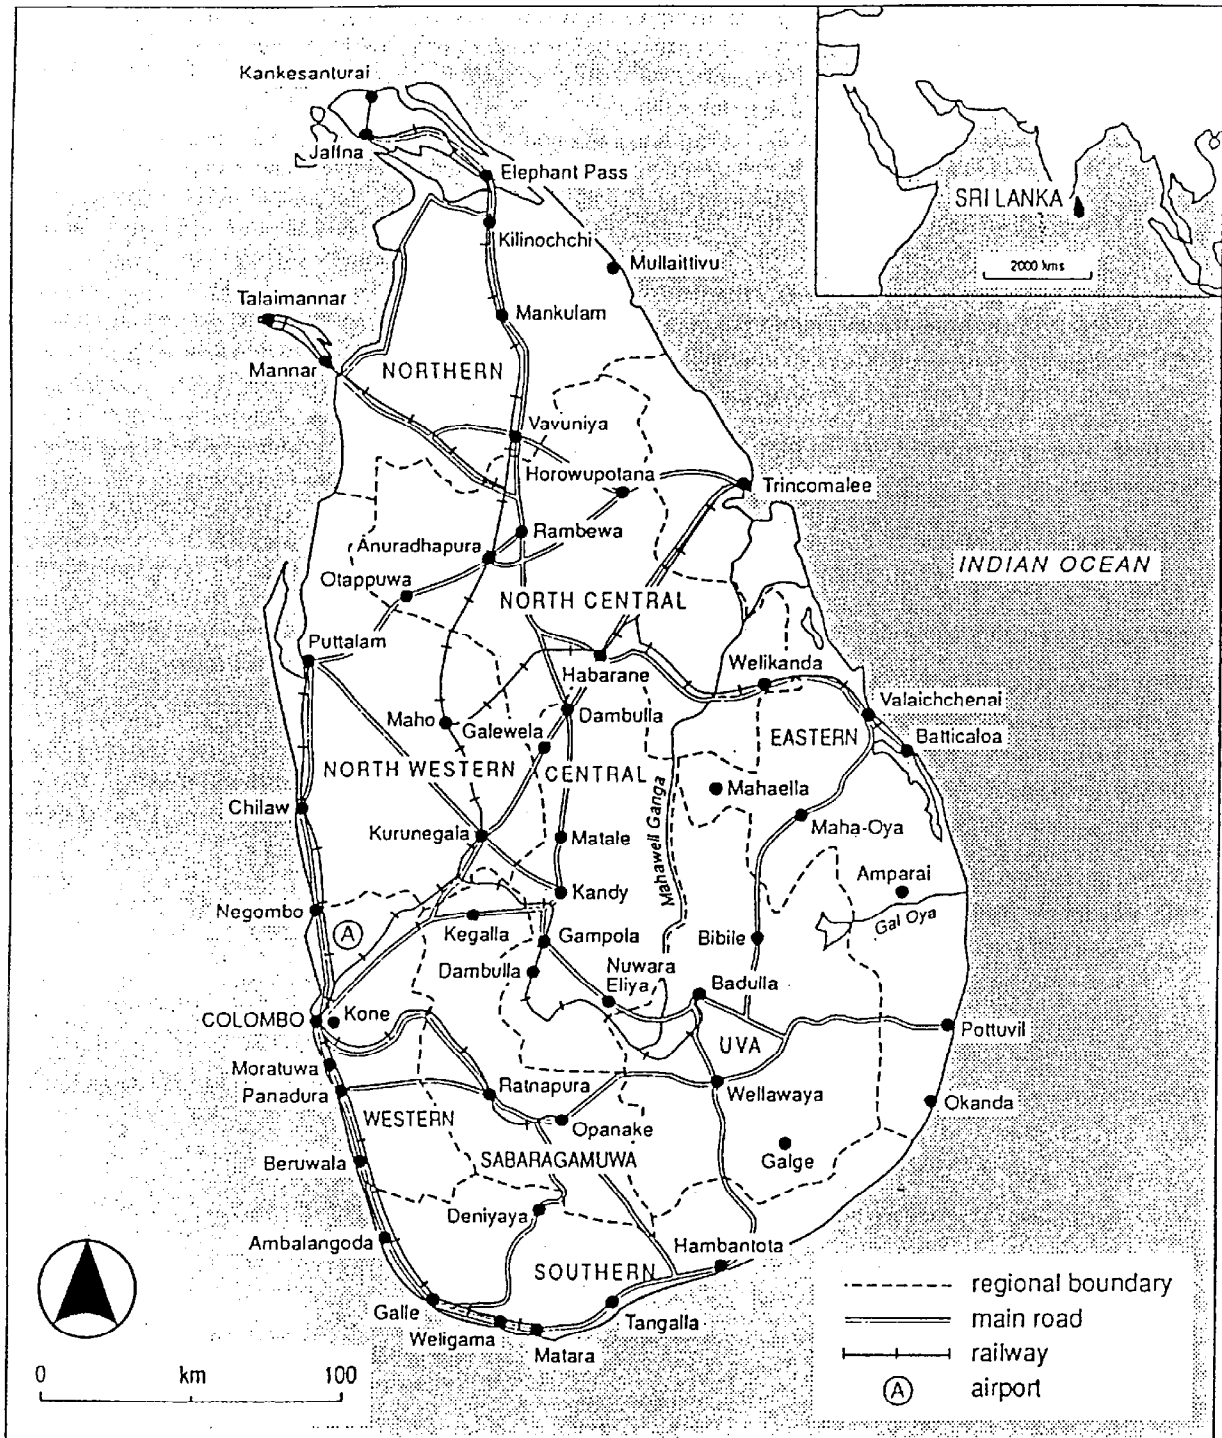 Kankesanturai
Jaffna
Elephant Pass
SRI LANKA
2000 kms
Kilinochchi
Mullaittivu
Talaimannar
Mankulam
Mannar
NORTHERN
Vavuniya
Horowupotana
Trincomalee
Rambewa
Anuradhapura
INDIAN OCEAN
Otappuwa
NORTH CENTRAL
Puttalam
Habarane
Welikanda
Valaichchenai
Maho
Galewela
Dambulla
EASTERN
Batticaloa
NORTH WESTERN
CENTRAL
Mahaella
Chilaw
Kurunegala
Matale
Mahaweli Ganga
Maha-Oya
Amparai
Kandy
Negombo
A
Kegalla
Gampola
Bibile
Gal Oya
Dambulla
Nuwara
Eliya
Badulla
COLOMBO
Kone
Pottuvil
UVA
Moratuwa
Panadura
Ratnapura
Wellawaya
Okanda
WESTERN
Opanake
Beruwala
SABARAGAMUWA
Galge
Deniyaya
Ambalangoda
Hambantota
SOUTHERN
Galle
Weligama
Matara
Tangalla
0 km 100
regional boundary
main road
railway
A airport